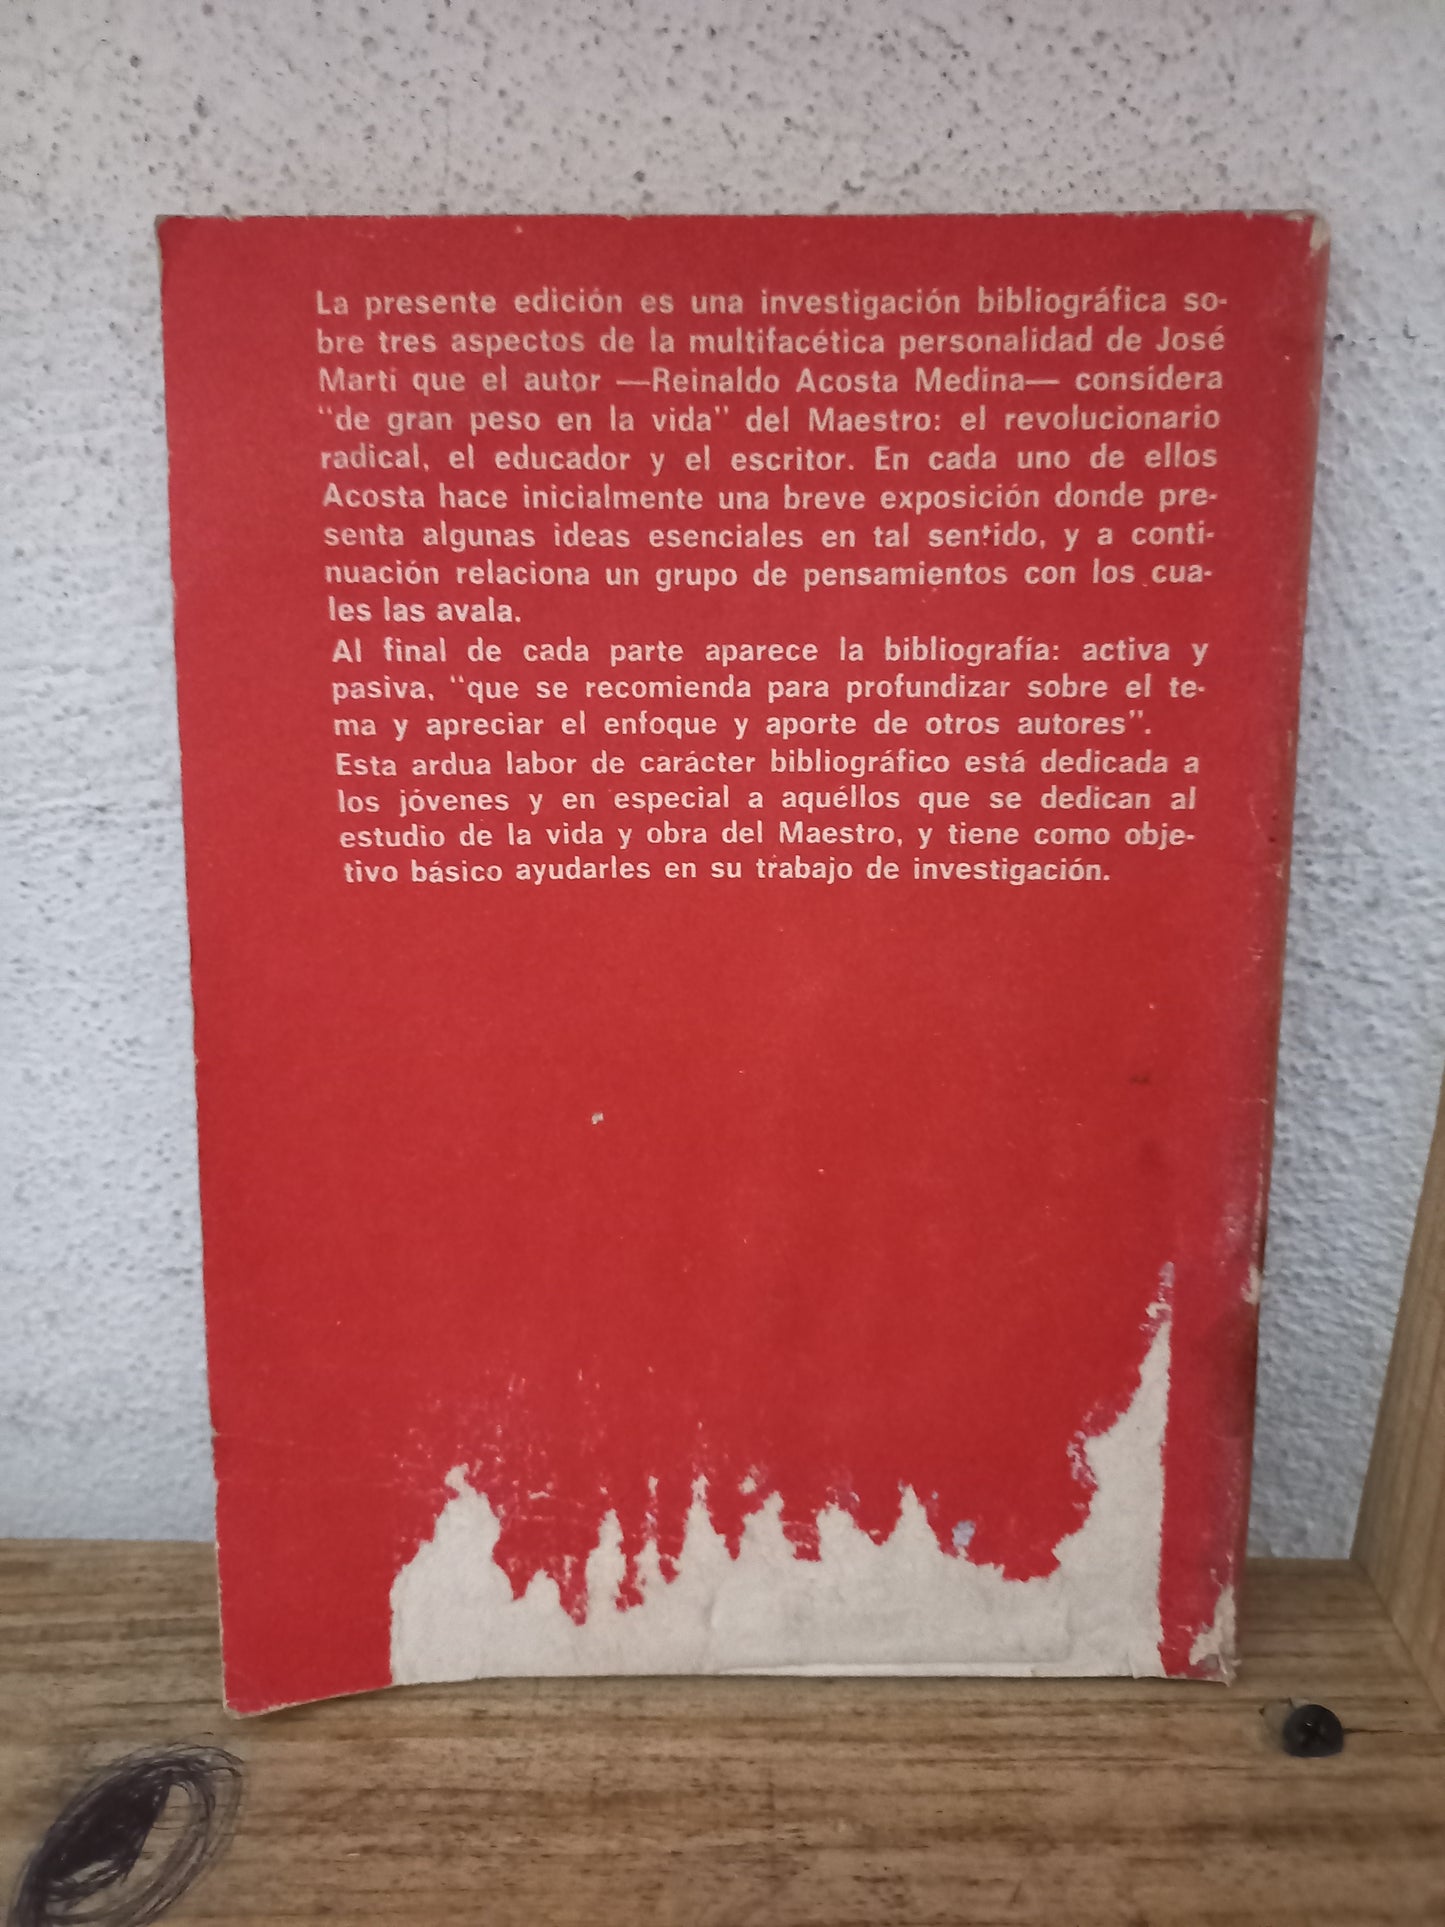 La presente edición es una investigación bibliográfica so-
bre tres aspectos de la multifacética personalidad de José
Martí que el autor —Reinaldo Acosta Medina— considera
"de gran peso en la vida" del Maestro: el revolucionario
radical, el educador y el escritor. En cada uno de ellos
Acosta hace inicialmente una breve exposición donde pre-
senta algunas ideas esenciales en tal sentido, y a conti-
nuación relaciona un grupo de pensamientos con los cua-
les las avala.
Al final de cada parte aparece la bibliografía: activa y
pasiva, "que se recomienda para profundizar sobre el te-
ma y apreciar el enfoque y aporte de otros autores".
Esta ardua labor de carácter bibliográfico está dedicada a
los jóvenes y en especial a aquéllos que se dedican al
estudio de la vida y obra del Maestro, y tiene como obje-
tivo básico ayudarles en su trabajo de investigación.